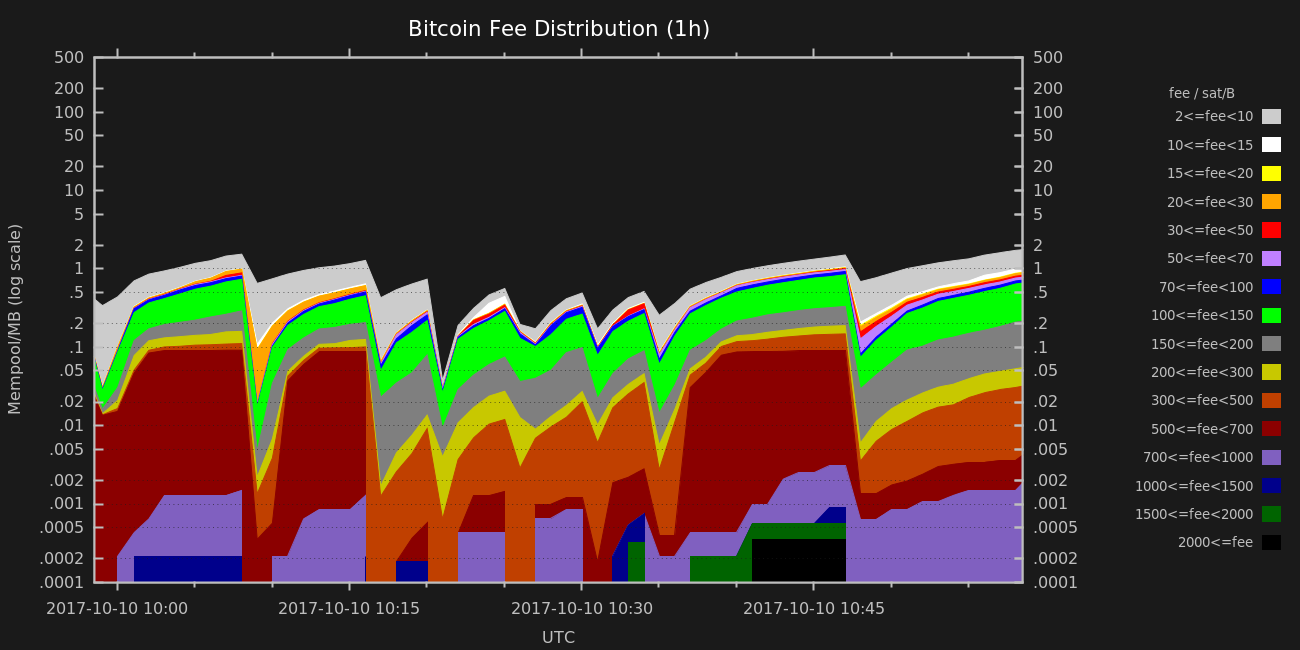 Bitcoin Fee Distribution (1h)
Mempool/MB (log scale)
500
200
100
50
20
10
5
2
1
.5
.2
.1
.05
.02
.01
.005
.002
.001
.0005
.0002
.0001
500
200
100
50
20
10
5
2
1
.5
.2
.1
.05
.02
.01
.005
.002
.001
.0005
.0002
.0001
2017-10-10 10:00 2017-10-10 10:15 2017-10-10 10:30 2017-10-10 10:45
UTC
fee / sat/B
2<=fee<10
10<=fee<15
15<=fee<20
20<=fee<30
30<=fee<50
50<=fee<70
70<=fee<100
100<=fee<150
150<=fee<200
200<=fee<300
300<=fee<500
500<=fee<700
700<=fee<1000
1000<=fee<1500
1500<=fee<2000
2000<=fee